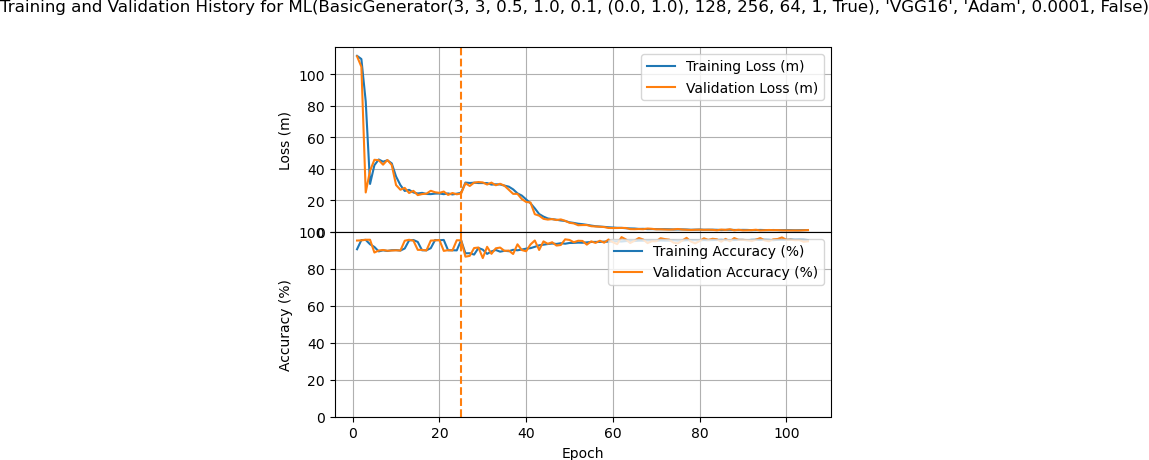 Training and Validation History for ML(BasicGenerator(3, 3, 0.5, 1.0, 0.1, (0.0, 1.0), 128, 256, 64, 1, True), 'VGG16', 'Adam', 0.0001, False)
Training Loss (m)
Validation Loss (m)
Loss (m)
100
80
60
40
20
0
Training Accuracy (%)
Validation Accuracy (%)
Accuracy (%)
100
80
60
40
20
0
0
20
40
60
80
100
Epoch